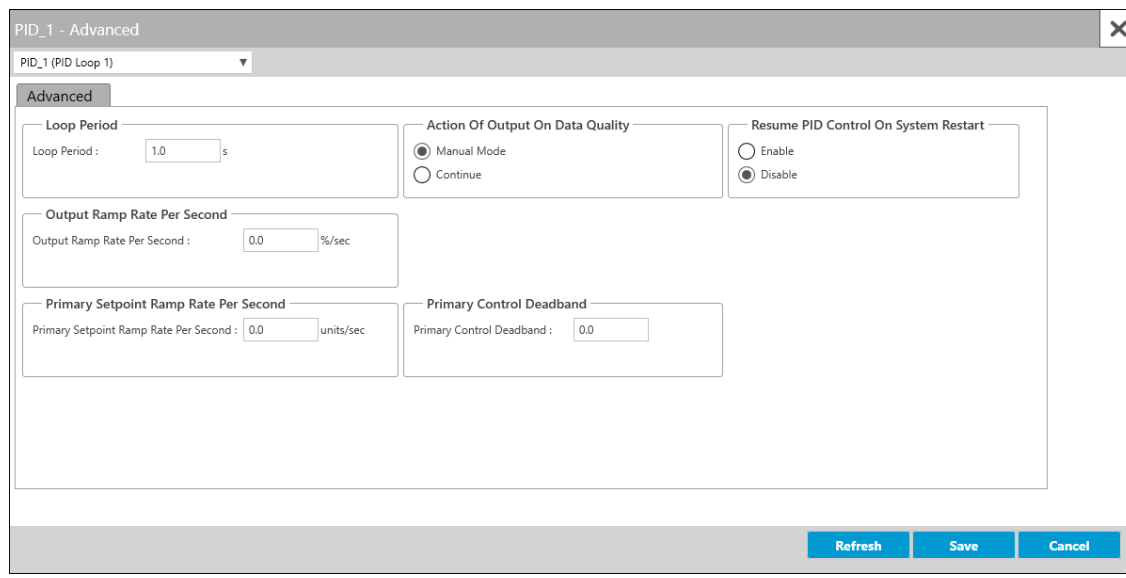 PID_1 - Advanced
PID_1 (PID Loop 1)
Advanced
Loop Period
Loop Period : 1.0 s
Action Of Output On Data Quality
Manual Mode
Continue
Resume PID Control On System Restart
Enable
Disable
Output Ramp Rate Per Second
Output Ramp Rate Per Second : 0.0 %/sec
Primary Setpoint Ramp Rate Per Second
Primary Setpoint Ramp Rate Per Second : 0.0 units/sec
Primary Control Deadband
Primary Control Deadband : 0.0
Refresh Save Cancel